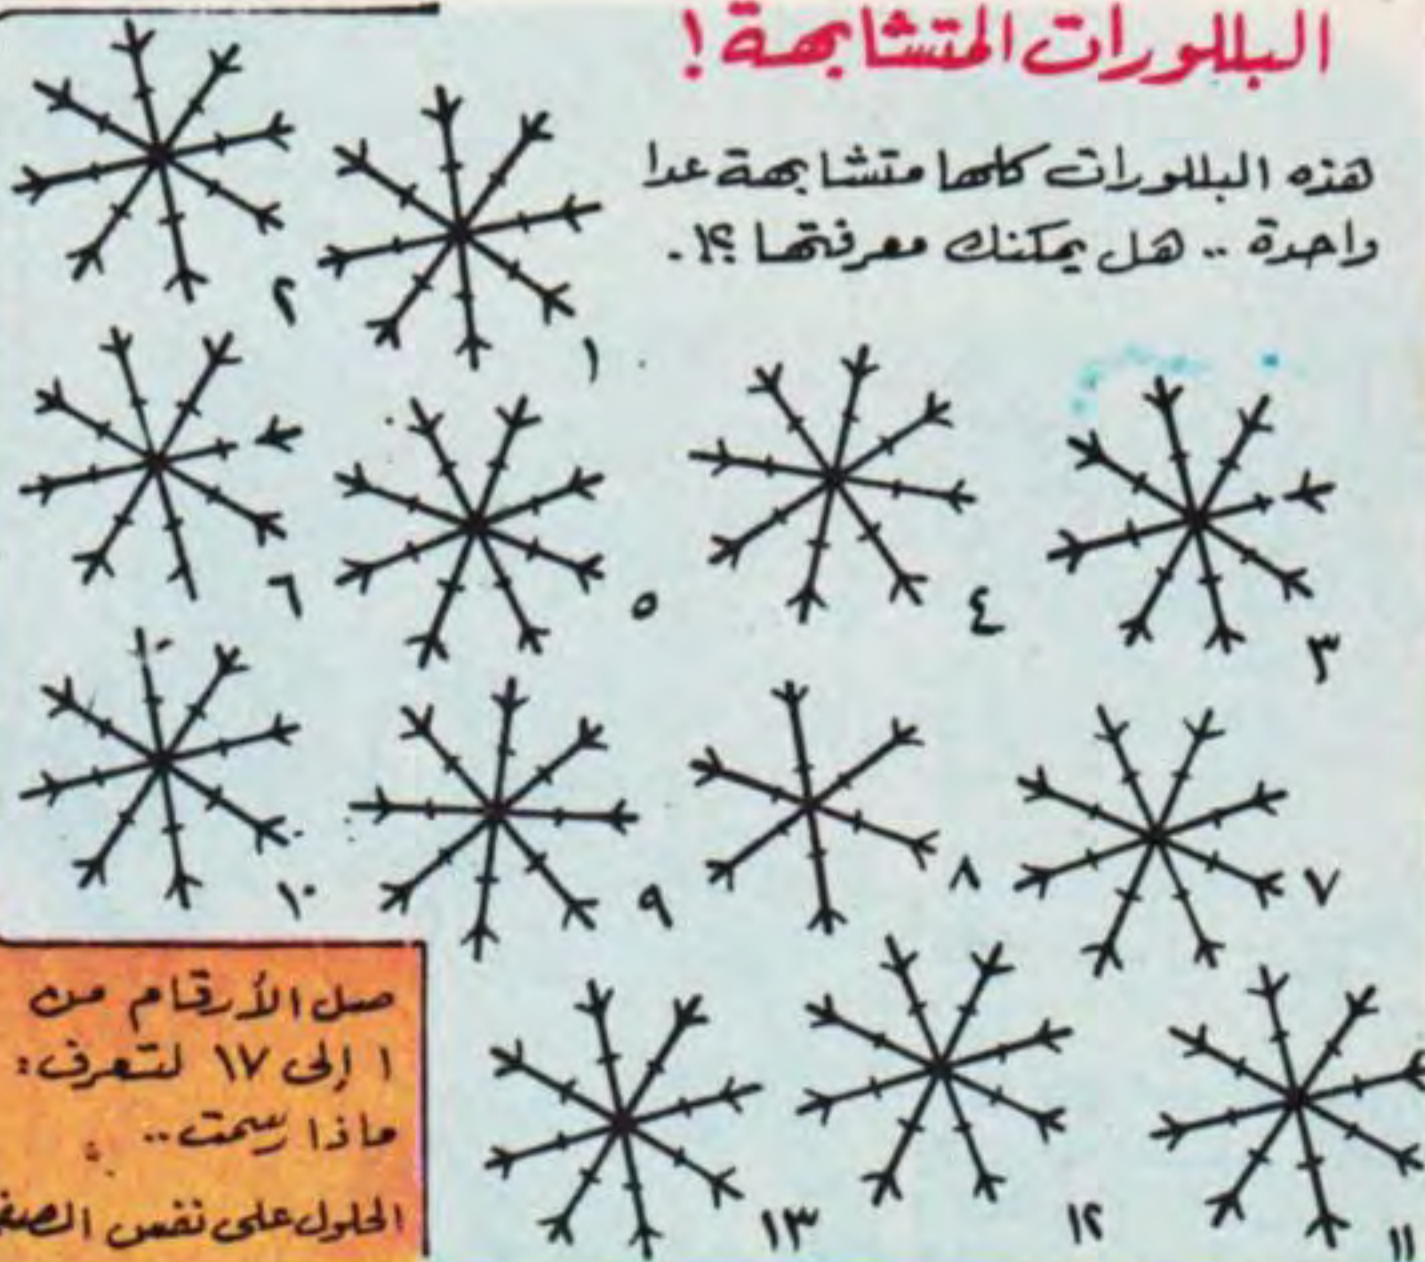 البللورات المتشابهة !
هذه البللورات كلها متشابهة عدا
واحدة .. هل يمكنك معرفتها ؟! .
٢
١
٦
٥
٤
٣
١٠
٩
٨
٧
١٣
١٢
١١
صل الأرقام من
١ إلى ١٧ لتعرف :
ماذا رسمت ..
الحلول على نفس